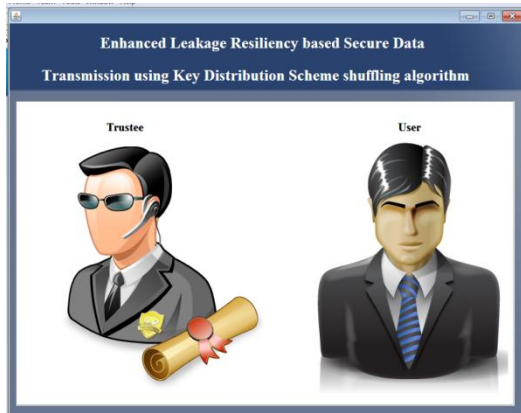 Enhanced Leakage Resiliency based Secure Data
Transmission using Key Distribution Scheme shuffling algorithm
Trustee
User